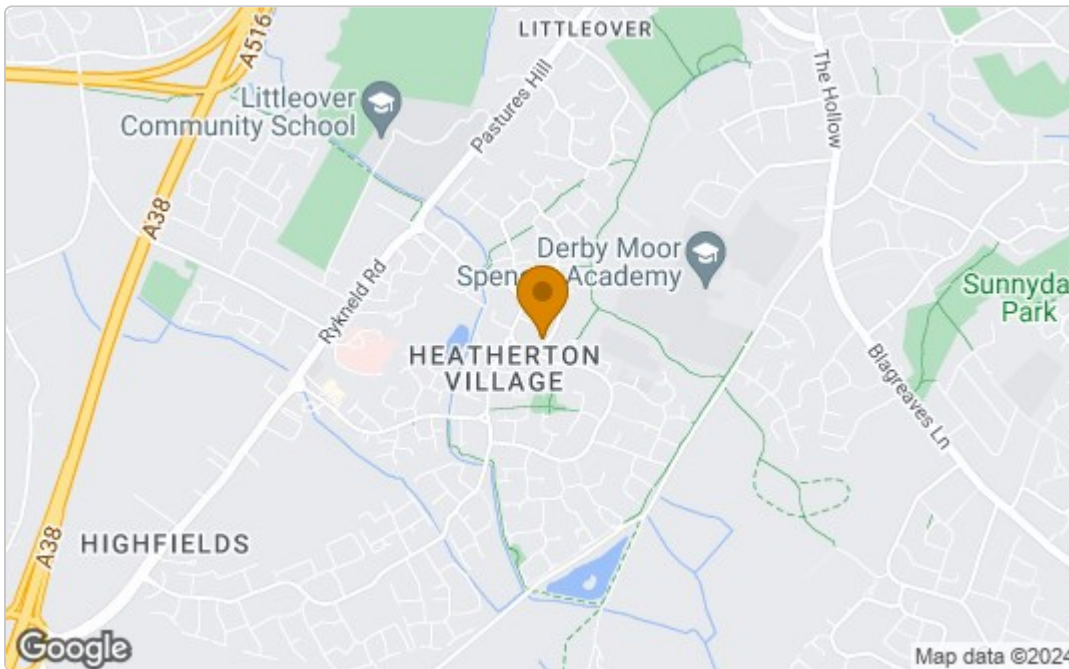 LITTLEOVER
A516
Littleover
Community School
Pastures Hill
The Hollow
A38
Derby Moor
Academy
Rykneld Rd
Sunnyda
Park
HEATHERTON
VILLAGE
Blagreaves Ln
HIGHFIELDS
A38
Google
Map data ©2024